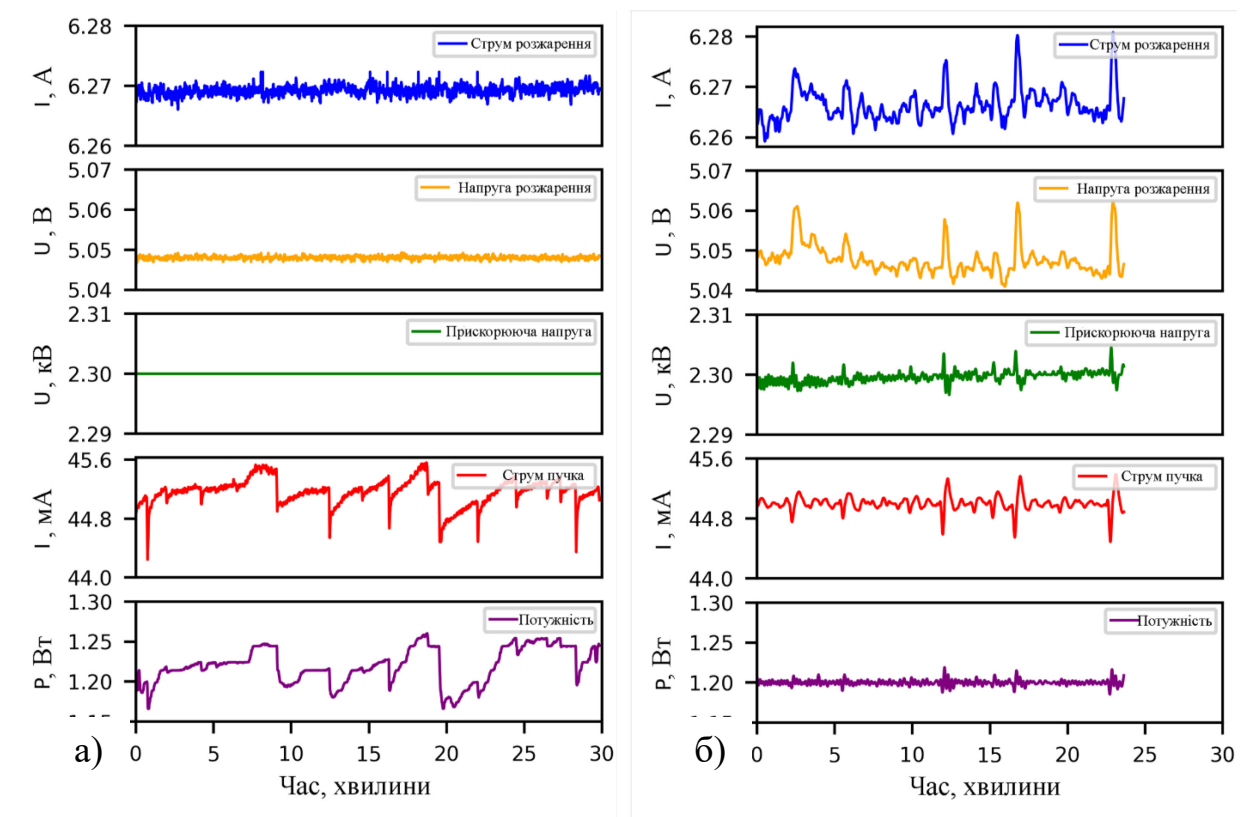 6.28
6.27
6.26
I, А
Струм розжарення
5.07
5.06
5.05
5.04
U, В
Напруга розжарення
2.31
2.30
2.29
U, кВ
Прискорююча напруга
45.6
44.8
44.0
I, мА
Струм пучка
1.30
1.25
1.20
P, Вт
Потужність
0 5 10 15 20 25 30
Час, хвилини
а)
6.28
6.27
6.26
I, А
Струм розжарення
5.07
5.06
5.05
5.04
U, В
Напруга розжарення
2.31
2.30
2.29
U, кВ
Прискорююча напруга
45.6
44.8
44.0
I, мА
Струм пучка
1.30
1.25
1.20
P, Вт
Потужність
0 5 10 15 20 25 30
Час, хвилини
б)